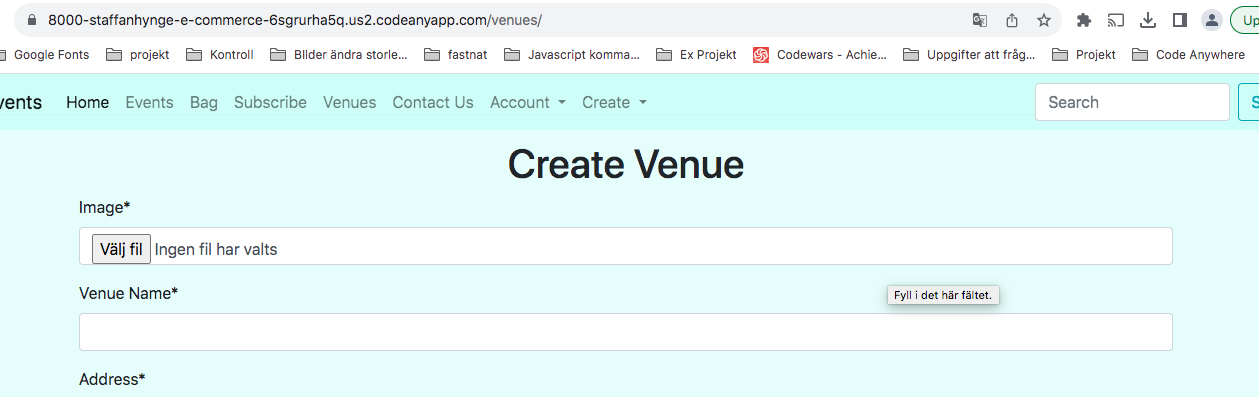 8000-staffanhynge-e-commerce-6sgrurha5q.us2.codeanyapp.com/venues/
Up
Google Fonts projekt Kontroll BIlder ändra storle... fastnat Javascript komma... Ex Projekt Codewars - Achie... Uppgifter att fråg... Projekt Code Anywhere
vents Home Events Bag Subscribe Venues Contact Us Account Create Search S
Create Venue
Image*
Välj fil Ingen fil har valts
Venue Name*
Fyll i det här fältet.
Address*